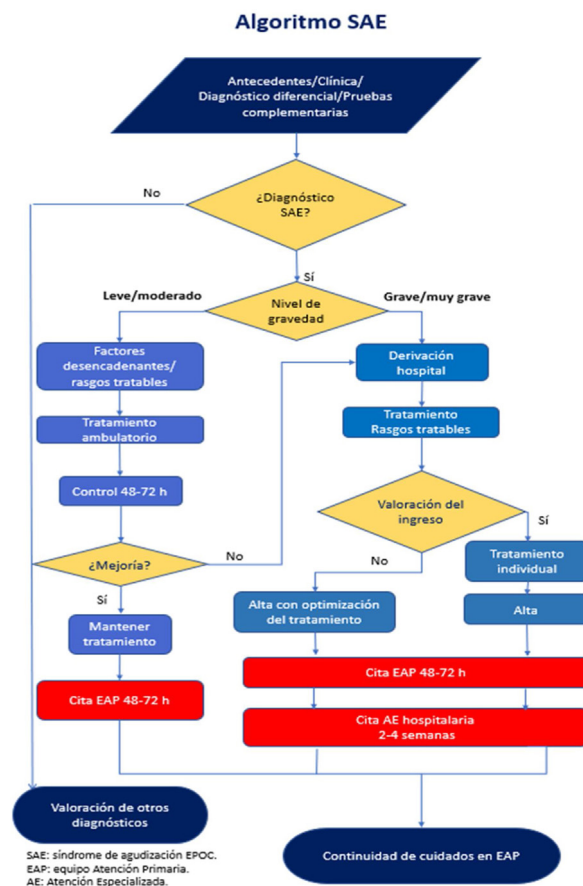 Algoritmo SAE
Antecedentes/Clínica/
Diagnóstico diferencial/Pruebas
complementarias
No
¿Diagnóstico
SAE?
Sí
Leve/moderado
Nivel de
gravedad
Grave/muy grave
Factores
desencadenantes/
rasgos tratables
Derivación
hospital
Tratamiento
ambulatorio
Tratamiento
Rasgos tratables
Control 48-72 h
Valoración del
ingreso
Sí
¿Mejoría?
No
Tratamiento
individual
No
Sí
Alta con optimización
del tratamiento
Alta
Mantener
tratamiento
Cita EAP 48-72 h
Cita EAP 48-72 h
Cita AE hospitalaria
2-4 semanas
Valoración de otros
diagnósticos
Continuidad de cuidados en EAP
SAE: síndrome de agudización EPOC.
EAP: equipo Atención Primaria.
AE: Atención Especializada.